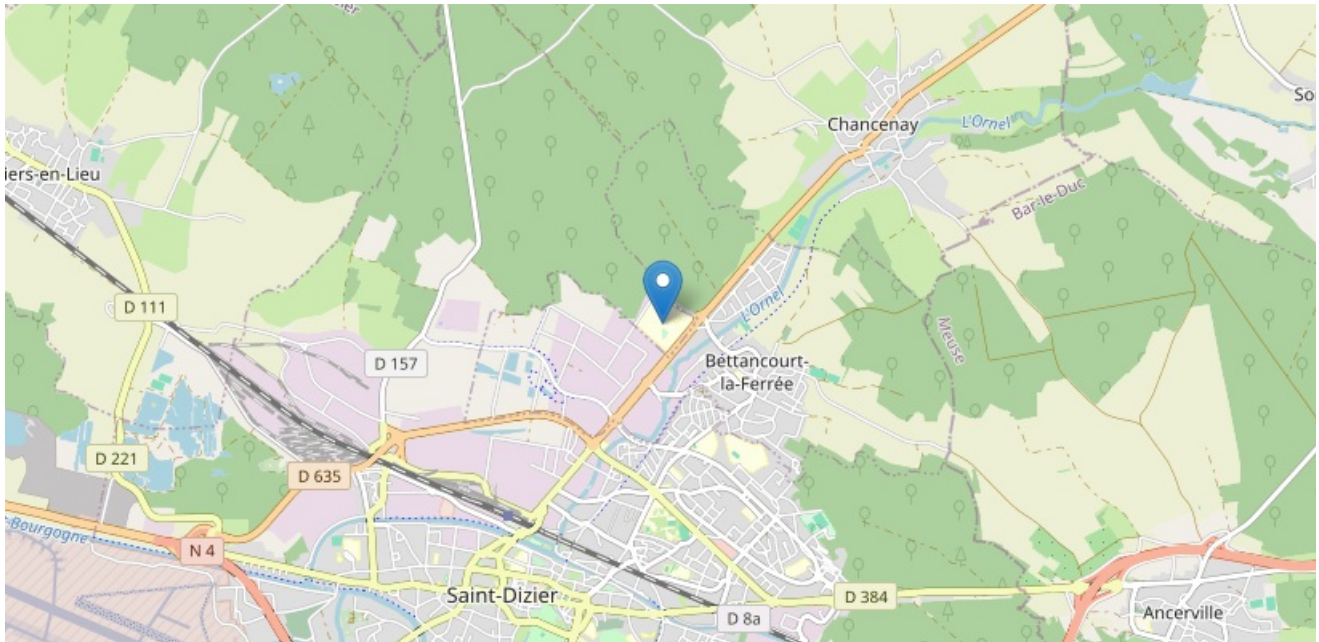 So
Chancenay
L'Ornel
iers-en-Lieu
Bar-le-Duc
D 111
L'Ornel
Meuse
D 157
Bettancourt-
la-Ferrée
D 221
D 635
-Bourgogne
N 4
Saint-Dizier
D 384
D 8a
Ancerville